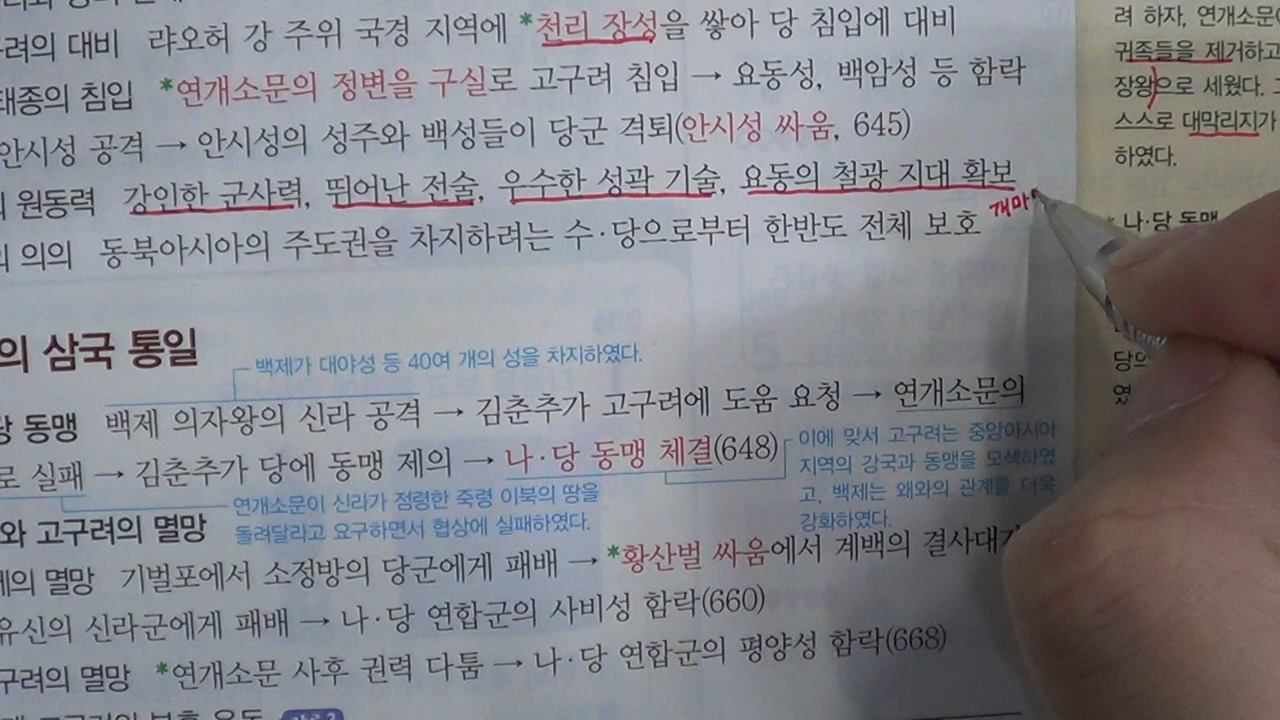 려의 대비 랴오허 강 주위 국경 지역에 *천리 장성을 쌓아 당 침입에 대비
태종의 침입 *연개소문의 정변을 구실로 고구려 침입 → 요동성, 백암성 등 함락
안시성 공격 → 안시성의 성주와 백성들이 당군 격퇴(안시성 싸움, 645)
원동력 강인한 군사력, 뛰어난 전술, 우수한 성곽 기술, 요동의 철광 지대 확보
개마
의 의의 동북아시아의 주도권을 차지하려는 수·당으로부터 한반도 전체 보호
의 삼국 통일
백제가 대야성 등 40여 개의 성을 차지하였다.
당 동맹 백제 의자왕의 신라 공격 → 김춘추가 고구려에 도움 요청 → 연개소문의
로 실패 → 김춘추가 당에 동맹 제의 → 나·당 동맹 체결(648)
연개소문이 신라가 점령한 죽령 이북의 땅을
돌려달라고 요구하면서 협상에 실패하였다.
이에 맞서 고구려는 중앙아시아
지역의 강국과 동맹을 모색하였
고, 백제는 왜와의 관계를 더욱
강화하였다.
와 고구려의 멸망
제의 멸망 기벌포에서 소정방의 당군에게 패배 → *황산벌 싸움에서 계백의 결사대가
유신의 신라군에게 패배 → 나·당 연합군의 사비성 함락(660)
구려의 멸망 *연개소문 사후 권력 다툼 → 나·당 연합군의 평양성 함락(668)
려 하자, 연개소문
귀족들을 제거하고
장왕으로 세웠다.
스스로 대막리지가
하였다.
나·당 동맹
당의
였